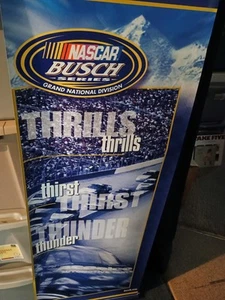 NASCAR
BUSCH
SERIES
GRAND NATIONAL DIVISION
THRILLS
thrills
thirst
THIRST
THUNDER
thunder